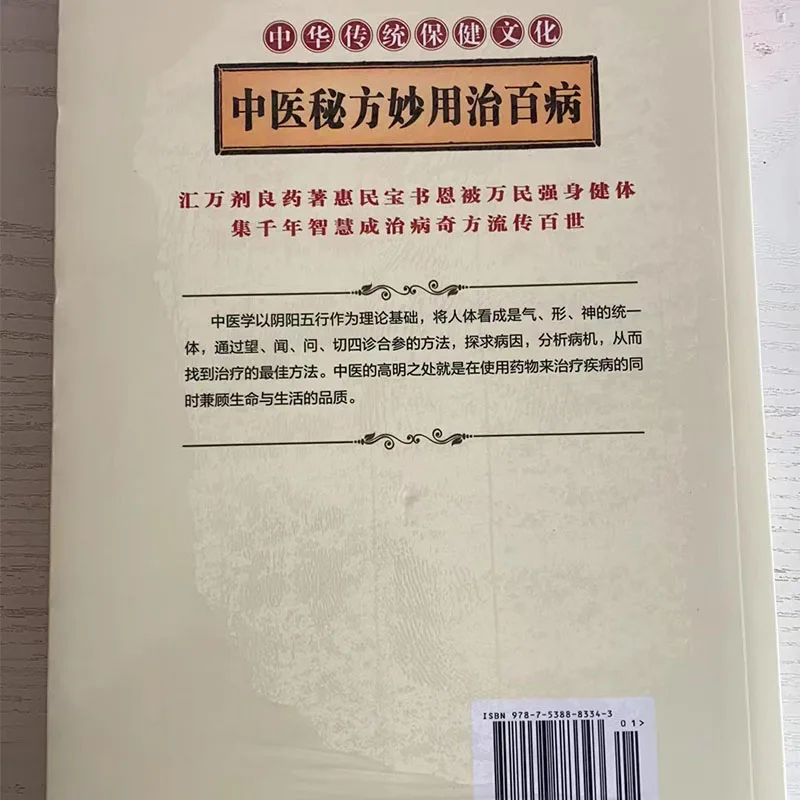 中华传统保健文化
中医秘方妙用治百病
汇万剂良药著惠民宝书恩被万民强身健体
集千年智慧成治病奇方流传百世
中医学以阴阳五行作为理论基础，将人体看成是气、形、神的统一
体，通过望、闻、问、切四诊合参的方法，探求病因，分析病机，从而
找到治疗的最佳方法。中医的高明之处就是在使用药物来治疗疾病的同
时兼顾生命与生活的品质。
ISBN 978-7-5388-8334-3
01>